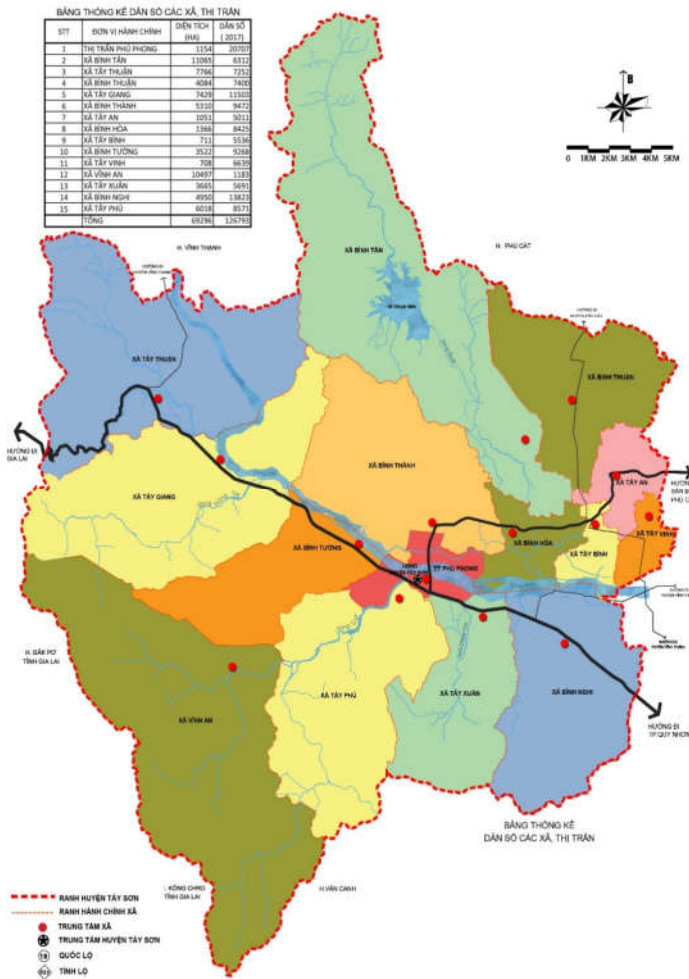 BẢNG THỐNG KÊ DÂN SỐ CÁC XÃ, THỊ TRẤN
STT ĐƠN VỊ HÀNH CHÍNH DIỆN TÍCH (HA) DÂN SỐ ( 2017)
1 THỊ TRẤN PHÚ PHONG 1154 20707
2 XÃ BÌNH TÂN 11065 6312
3 XÃ TÂY THUẬN 7766 7252
4 XÃ BÌNH THUẬN 4084 7400
5 XÃ TÂY GIANG 7429 11503
6 XÃ BÌNH THÀNH 5310 9472
7 XÃ TÂY AN 1051 5011
8 XÃ BÌNH HÒA 1366 8425
9 XÃ TÂY BÌNH 711 5536
10 XÃ BÌNH TƯỜNG 3522 9268
11 XÃ TÂY VINH 708 6639
12 XÃ VĨNH AN 10497 1183
13 XÃ TÂY XUÂN 3665 5691
14 XÃ BÌNH NGHI 4950 13823
15 XÃ TÂY PHÚ 6018 8571
TỔNG 69296 126793
B
0 1KM 2KM 3KM 4KM 5KM
H. VĨNH THẠNH
H. PHÙ CÁT
XÃ BÌNH TÂN
XÃ TÂY THUẬN
XÃ BÌNH THUẬN
HƯỚNG ĐI
GIA LAI
XÃ BÌNH THÀNH
XÃ TÂY AN
HƯỚNG
SÂN B
PHÙ C
XÃ TÂY GIANG
XÃ BÌNH TƯỜNG
XÃ BÌNH HÒA
XÃ TÂY VINH
XÃ TÂY BÌNH
TT PHÚ PHONG
H. ĐĂK PƠ
TỈNH GIA LAI
XÃ TÂY PHÚ
XÃ TÂY XUÂN
XÃ BÌNH NGHI
XÃ VĨNH AN
HƯỚNG ĐI
TP.QUY NHƠN
BẢNG THỐNG KÊ
DÂN SỐ CÁC XÃ, THỊ TRẤN
KÔNG CHRO
TỈNH GIA LAI
H.VÂN CANH
RANH HUYỆN TÂY SƠN
RANH HÀNH CHÍNH XÃ
TRUNG TÂM XÃ
TRUNG TÂM HUYỆN TÂY SƠN
19 QUỐC LỘ
TỈNH LỘ